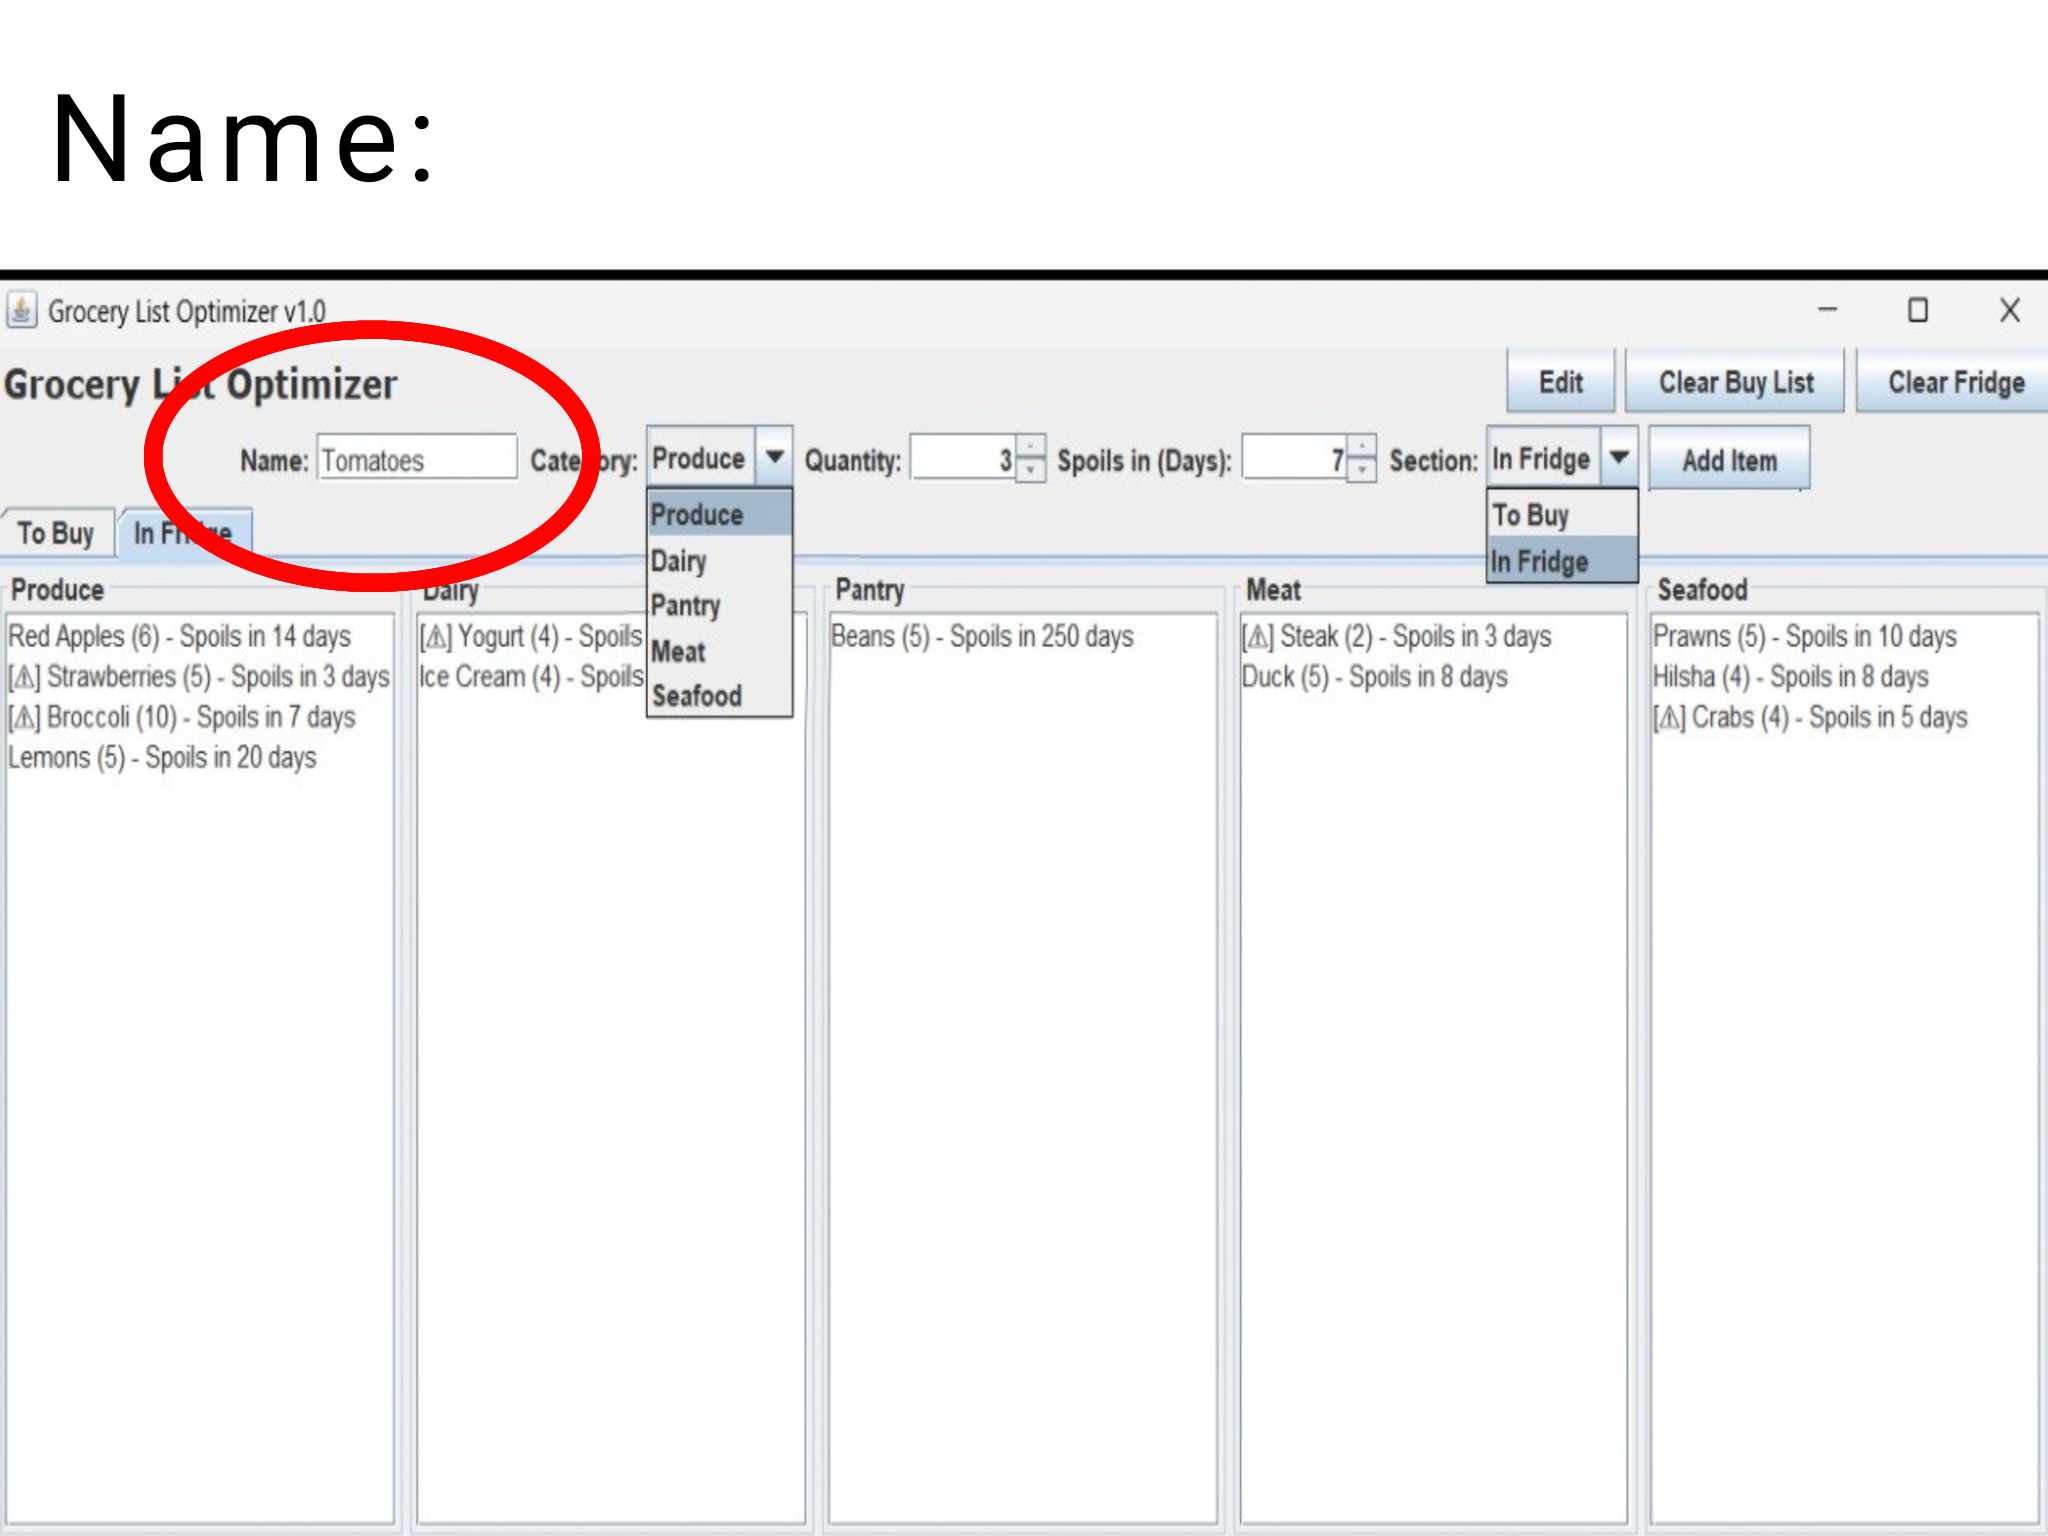 Name:
Grocery List Optimizer v1.0
Grocery List Optimizer
Edit
Clear Buy List
Clear Fridge
Name: Tomatoes Category: Produce Quantity: 3 Spoils in (Days): 7 Section: In Fridge Add Item
Produce
Dairy
Pantry
Meat
Seafood
To Buy
In Fridge
To Buy
In Fridge
Produce
Red Apples (6) - Spoils in 14 days
[⚠] Strawberries (5) - Spoils in 3 days
[⚠] Broccoli (10) - Spoils in 7 days
Lemons (5) - Spoils in 20 days
Dairy
[⚠] Yogurt (4) - Spoils
Ice Cream (4) - Spoils
Pantry
Beans (5) - Spoils in 250 days
Meat
[⚠] Steak (2) - Spoils in 3 days
Duck (5) - Spoils in 8 days
Seafood
Prawns (5) - Spoils in 10 days
Hilsha (4) - Spoils in 8 days
[⚠] Crabs (4) - Spoils in 5 days